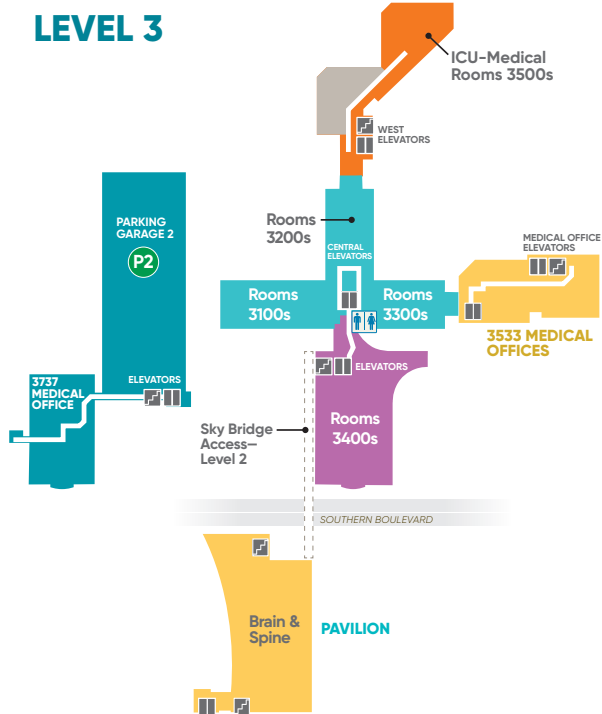 LEVEL 3
ICU-Medical
Rooms 3500s
WEST
ELEVATORS
PARKING
GARAGE 2
P2
Rooms
3200s
CENTRAL
ELEVATORS
MEDICAL OFFICE
ELEVATORS
Rooms
3100s
Rooms
3300s
3533 MEDICAL
OFFICES
3737
MEDICAL
OFFICE
ELEVATORS
ELEVATORS
Rooms
3400s
Sky Bridge
Access—
Level 2
SOUTHERN BOULEVARD
Brain &
Spine
PAVILION